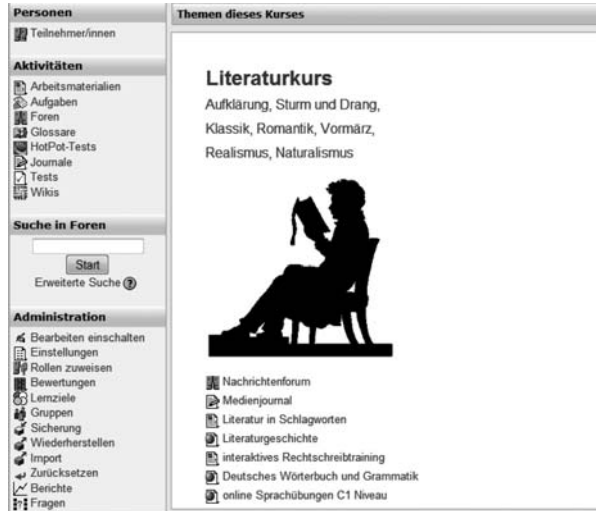 Personen
Teilnehmer/innen
Aktivitäten
Arbeitsmaterialien
Aufgaben
Foren
Glossare
HotPot-Tests
Journale
Tests
Wikis
Suche in Foren
Start
Erweiterte Suche ?
Administration
Bearbeiten einschalten
Einstellungen
Rollen zuweisen
Bewertungen
Lernziele
Gruppen
Sicherung
Wiederherstellen
Import
Zurücksetzen
Berichte
Fragen
Themen dieses Kurses
Literaturkurs
Aufklärung, Sturm und Drang,
Klassik, Romantik, Vormärz,
Realismus, Naturalismus
Nachrichtenforum
Medienjournal
Literatur in Schlagworten
Literaturgeschichte
interaktives Rechtschreibtraining
Deutsches Wörterbuch und Grammatik
online Sprachübungen C1 Niveau